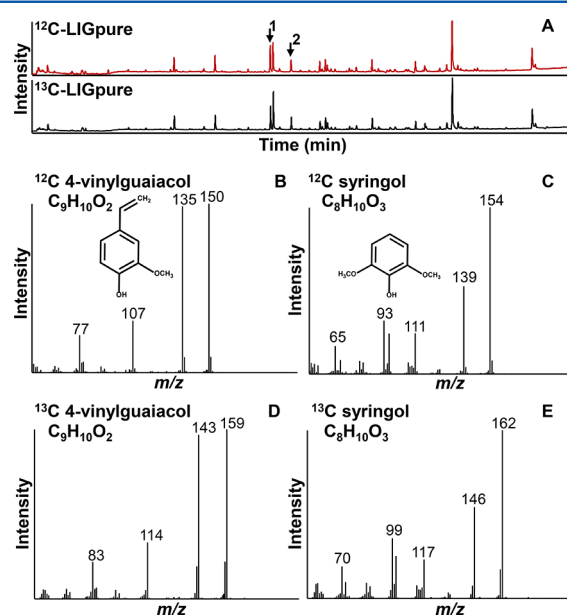 ¹²C-LIGpure
A
1
2
Intensity
¹³C-LIGpure
Time (min)
¹²C 4-vinylguaiacol
C₉H₁₀O₂
B
135
150
CH₂
OCH₃
OH
107
77
Intensity
m/z
¹²C syringol
C₈H₁₀O₃
C
154
139
H₃CO
OCH₃
OH
93
111
65
Intensity
m/z
¹³C 4-vinylguaiacol
C₉H₁₀O₂
D
143
159
114
83
Intensity
m/z
¹³C syringol
C₈H₁₀O₃
E
162
146
99
117
70
Intensity
m/z